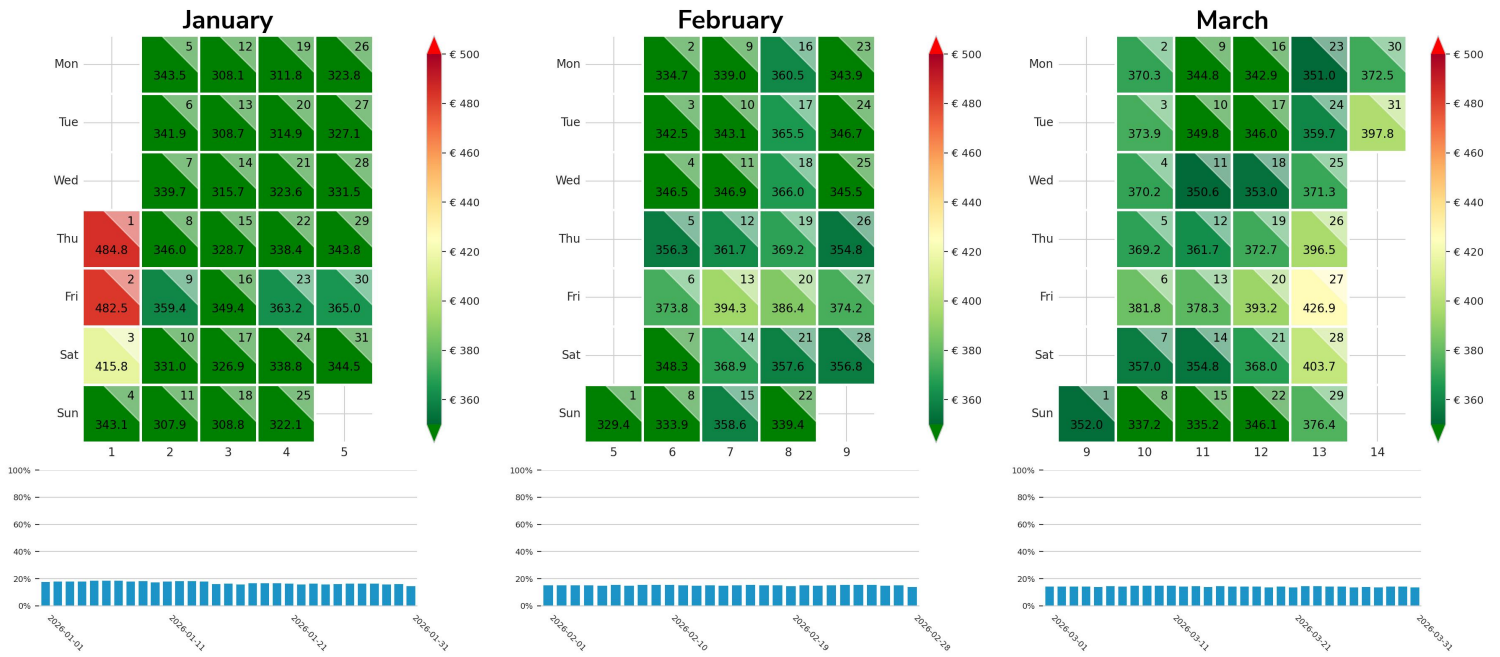 January February March
Mon 5 12 19 26 € 500 Mon 2 9 16 23 € 500 Mon 2 9 16 23 30 € 500
343.5 308.1 311.8 323.8 334.7 339.0 360.5 343.9 370.3 344.8 342.9 351.0 372.5
€ 480 € 480 € 480
Tue 6 13 20 27 Tue 3 10 17 24 Tue 3 10 17 24 31
341.9 308.7 314.9 327.1 342.5 343.1 365.5 346.7 373.9 349.8 346.0 359.7 397.8
€ 460 € 460 € 460
Wed 7 14 21 28 Wed 4 11 18 25 Wed 4 11 18 25
339.7 315.7 323.6 331.5 346.5 346.9 366.0 345.5 370.2 350.6 353.0 371.3
€ 440 € 440 € 440
Thu 1 8 15 22 29 Thu 5 12 19 26 Thu 5 12 19 26
484.8 346.0 328.7 338.4 343.8 € 420 356.3 361.7 369.2 354.8 € 420 369.2 361.7 372.7 396.5 € 420
Fri 2 9 16 23 30 Fri 6 13 20 27 Fri 6 13 20 27
482.5 359.4 349.4 363.2 365.0 € 400 373.8 394.3 386.4 374.2 € 400 381.8 378.3 393.2 426.9 € 400
Sat 3 10 17 24 31 € 380 Sat 7 14 21 28 € 380 Sat 7 14 21 28 € 380
415.8 331.0 326.9 338.8 344.5 348.3 368.9 357.6 356.8 357.0 354.8 368.0 403.7
Sun 4 11 18 25 € 360 Sun 1 8 15 22 € 360 Sun 1 8 15 22 29 € 360
343.1 307.9 308.8 322.1 329.4 333.9 358.6 339.4 352.0 337.2 335.2 346.1 376.4
1 2 3 4 5 5 6 7 8 9 9 10 11 12 13 14
100% 100% 100%
80% 80% 80%
60% 60% 60%
40% 40% 40%
20% 20% 20%
0% 0% 0%
2026-01-01 2026-01-11 2026-01-21 2026-01-31 2026-02-01 2026-02-10 2026-02-19 2026-02-28 2026-03-01 2026-03-11 2026-03-21 2026-03-31